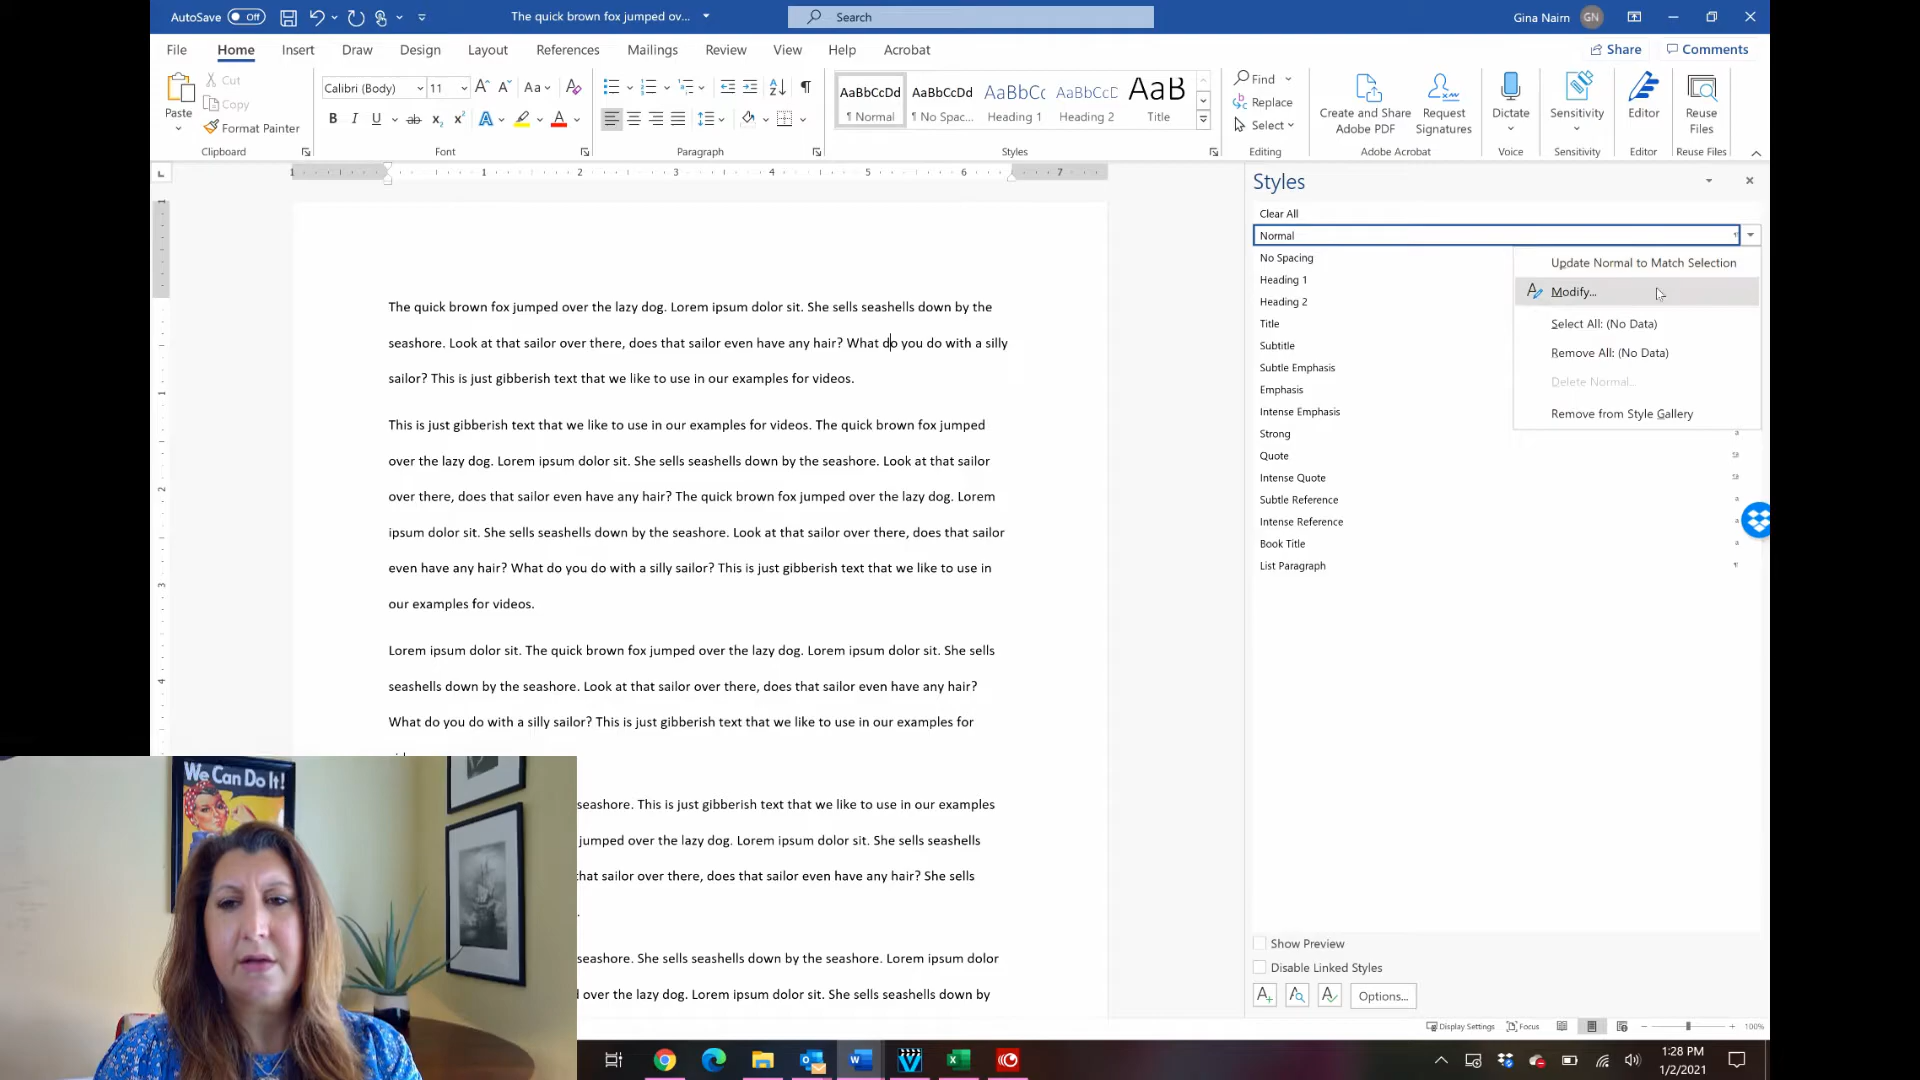 AutoSave Off
The quick brown fox jumped ov...
Search
Gina Nairn GN
File Home Insert Draw Design Layout References Mailings Review View Help Acrobat
Share Comments
Paste
Cut
Copy
Format Painter
Clipboard
Calibri (Body) 11
Font
Paragraph
AaBbCcDd AaBbCcDd AaBbCc AaBbCcD AaB
¶ Normal ¶ No Spac... Heading 1 Heading 2 Title
Styles
Find
Replace
Select
Editing
Create and Share
Adobe PDF
Request
Signatures
Adobe Acrobat
Dictate
Voice
Sensitivity
Sensitivity
Editor
Editor
Reuse
Files
Reuse Files
1 1 2 3 4 5 6 7
1
1
2
3
4
The quick brown fox jumped over the lazy dog. Lorem ipsum dolor sit. She sells seashells down by the
seashore. Look at that sailor over there, does that sailor even have any hair? What do you do with a silly
sailor? This is just gibberish text that we like to use in our examples for videos.
This is just gibberish text that we like to use in our examples for videos. The quick brown fox jumped
over the lazy dog. Lorem ipsum dolor sit. She sells seashells down by the seashore. Look at that sailor
over there, does that sailor even have any hair? The quick brown fox jumped over the lazy dog. Lorem
ipsum dolor sit. She sells seashells down by the seashore. Look at that sailor over there, does that sailor
even have any hair? What do you do with a silly sailor? This is just gibberish text that we like to use in
our examples for videos.
Lorem ipsum dolor sit. The quick brown fox jumped over the lazy dog. Lorem ipsum dolor sit. She sells
seashells down by the seashore. Look at that sailor over there, does that sailor even have any hair?
What do you do with a silly sailor? This is just gibberish text that we like to use in our examples for
seashore. This is just gibberish text that we like to use in our examples
jumped over the lazy dog. Lorem ipsum dolor sit. She sells seashells
that sailor over there, does that sailor even have any hair? She sells
.
seashore. She sells seashells down by the seashore. Lorem ipsum dolor
over the lazy dog. Lorem ipsum dolor sit. She sells seashells down by
We Can Do It!
Styles
Clear All
Normal
No Spacing
Heading 1
Heading 2
Title
Subtitle
Subtle Emphasis
Emphasis
Intense Emphasis
Strong
Quote
Intense Quote
Subtle Reference
Intense Reference
Book Title
List Paragraph
Update Normal to Match Selection
Modify...
Select All: (No Data)
Remove All: (No Data)
Delete Normal...
Remove from Style Gallery
Show Preview
Disable Linked Styles
Options...
Display Settings Focus 100%
1:28 PM
1/2/2021